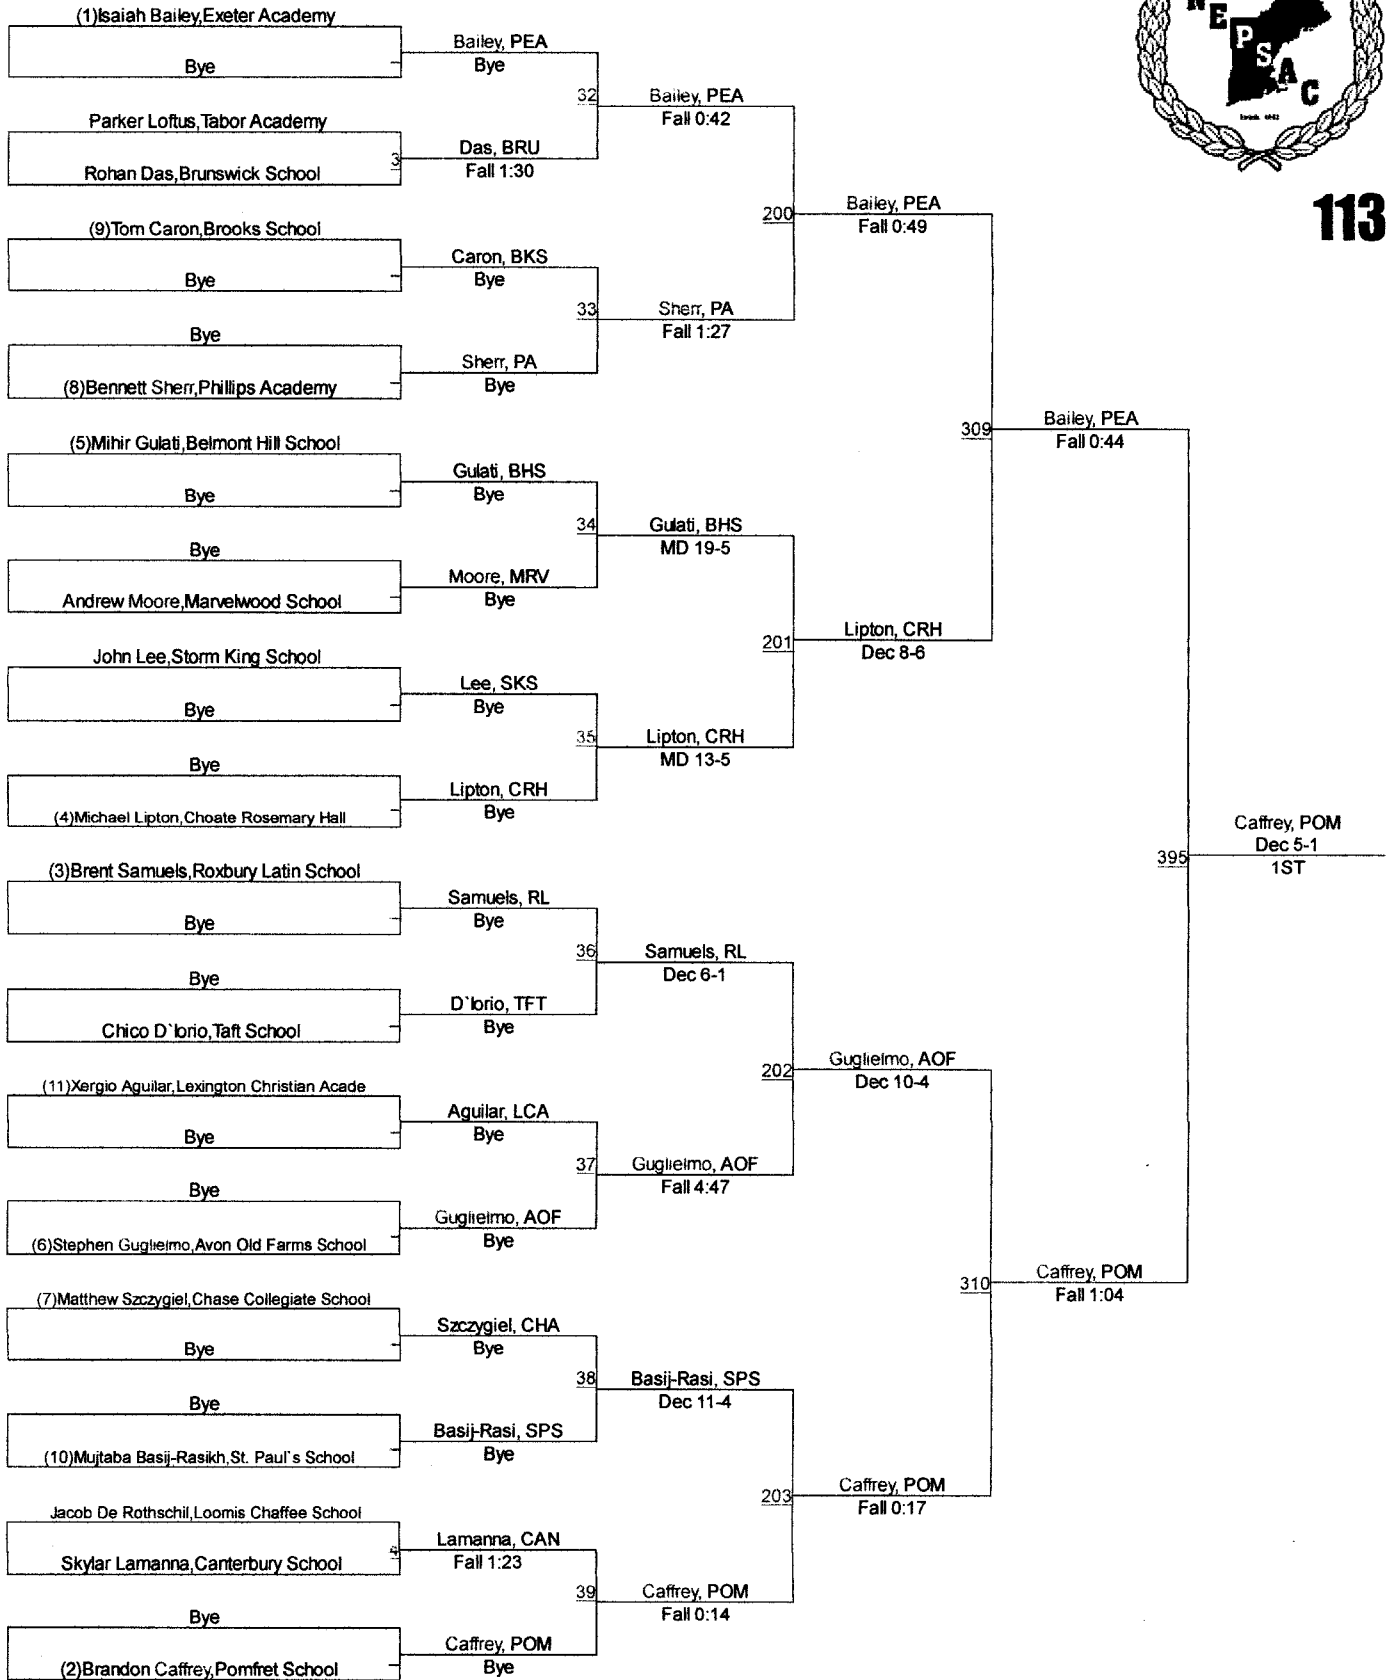 (1)Isaiah Bailey,Exeter Academy
Bye
Parker Loftus,Tabor Academy
3
Rohan Das,Brunswick School
(9)Tom Caron,Brooks School
Bye
Bye
(8)Bennett Sherr,Phillips Academy
(5)Mihir Gulati,Belmont Hill School
Bye
Bye
Andrew Moore,Marvelwood School
John Lee,Storm King School
Bye
Bye
(4)Michael Lipton,Choate Rosemary Hall
(3)Brent Samuels,Roxbury Latin School
Bye
Bye
Chico D`Iorio,Taft School
(11)Xergio Aguilar,Lexington Christian Acade
Bye
Bye
(6)Stephen Guglielmo,Avon Old Farms School
(7)Matthew Szczygiel,Chase Collegiate School
Bye
Bye
(10)Mujtaba Basij-Rasikh,St. Paul`s School
Jacob De Rothschil,Loomis Chaffee School
4
Skylar Lamanna,Canterbury School
Bye
(2)Brandon Caffrey,Pomfret School
Bailey, PEA
Bye
32
Das, BRU
Fall 1:30
Caron, BKS
Bye
33
Sherr, PA
Bye
Gulati, BHS
Bye
34
Moore, MRV
Bye
Lee, SKS
Bye
35
Lipton, CRH
Bye
Samuels, RL
Bye
36
D`Iorio, TFT
Bye
Aguilar, LCA
Bye
37
Guglielmo, AOF
Bye
Szczygiel, CHA
Bye
38
Basij-Rasi, SPS
Bye
Lamanna, CAN
Fall 1:23
39
Caffrey, POM
Bye
Bailey, PEA
Fall 0:42
200
Sherr, PA
Fall 1:27
Gulati, BHS
MD 19-5
201
Lipton, CRH
MD 13-5
Samuels, RL
Dec 6-1
202
Guglielmo, AOF
Fall 4:47
Basij-Rasi, SPS
Dec 11-4
203
Caffrey, POM
Fall 0:14
Bailey, PEA
Fall 0:49
309
Lipton, CRH
Dec 8-6
Guglielmo, AOF
Dec 10-4
310
Caffrey, POM
Fall 0:17
Bailey, PEA
Fall 0:44
395
Caffrey, POM
Fall 1:04
Caffrey, POM
Dec 5-1
1ST
NEPSAC
113